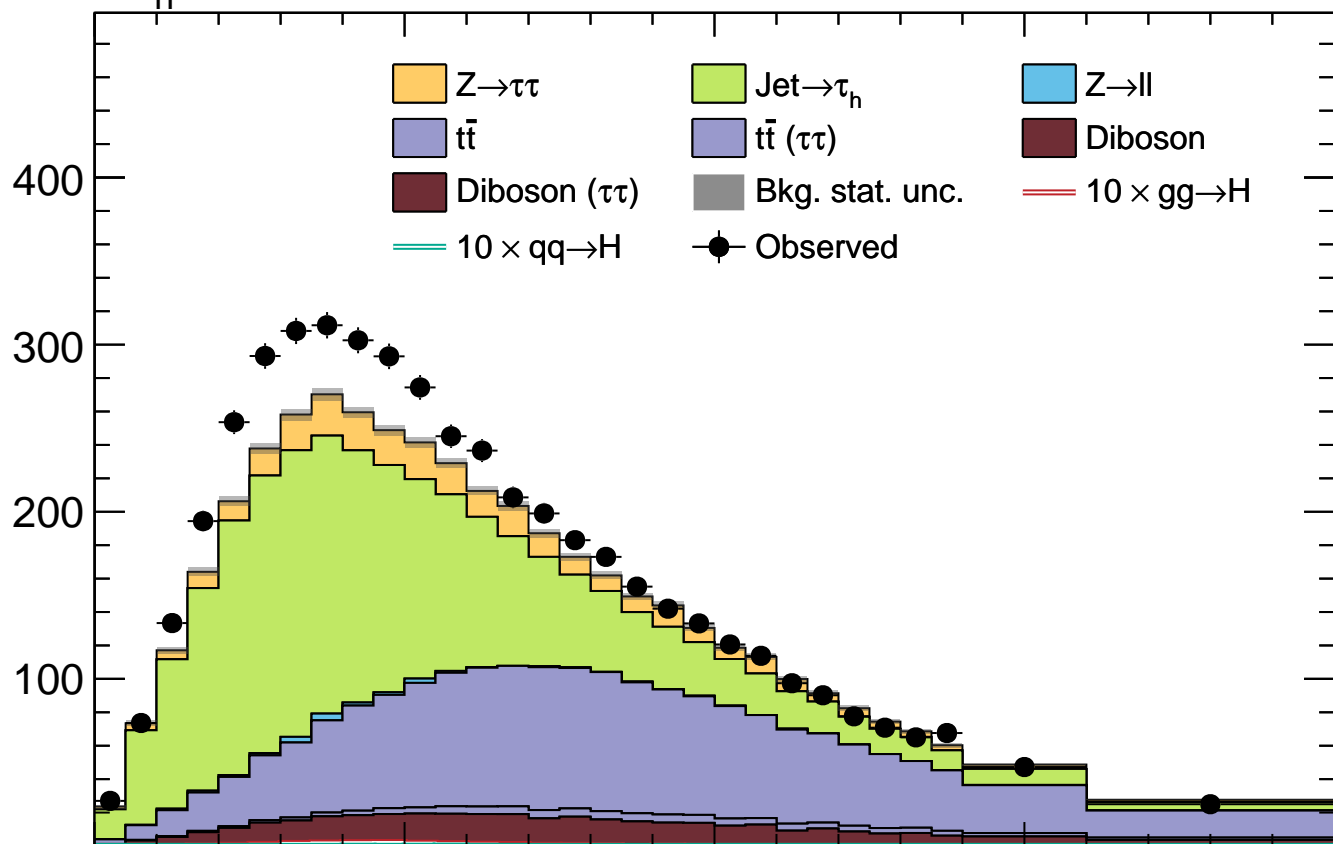 Z→ττ Jet→τh Z→ll
tt̄ tt̄ (ττ) Diboson
Diboson (ττ) Bkg. stat. unc. 10 × gg→H
10 × qq→H Observed
400
300
200
100